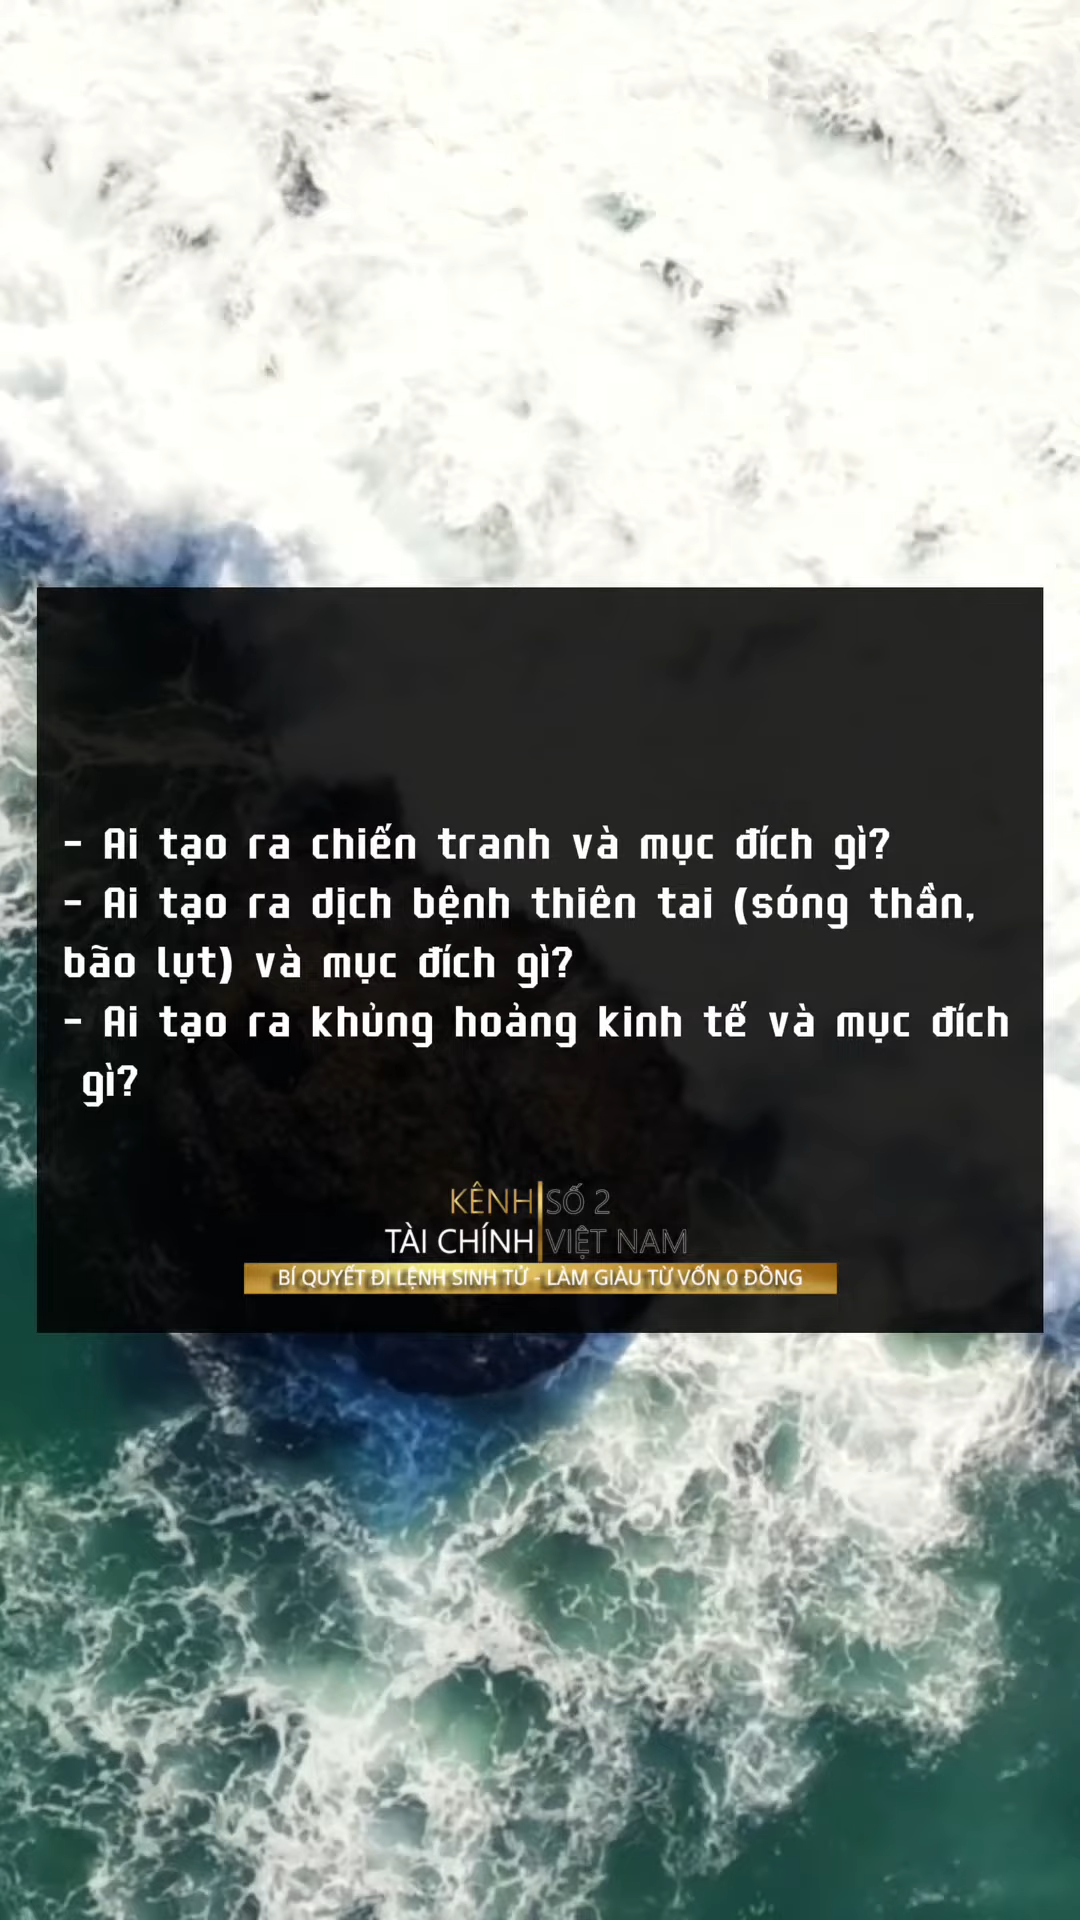 - Ai tạo ra chiến tranh và mục đích gì?
- Ai tạo ra dịch bệnh thiên tai (sóng thần,
bão lụt) và mục đích gì?
- Ai tạo ra khủng hoảng kinh tế và mục đích
gì?
KÊNH SỐ 2
TÀI CHÍNH VIỆT NAM
BÍ QUYẾT ĐI LỆNH SINH TỬ - LÀM GIÀU TỪ VỐN 0 ĐỒNG